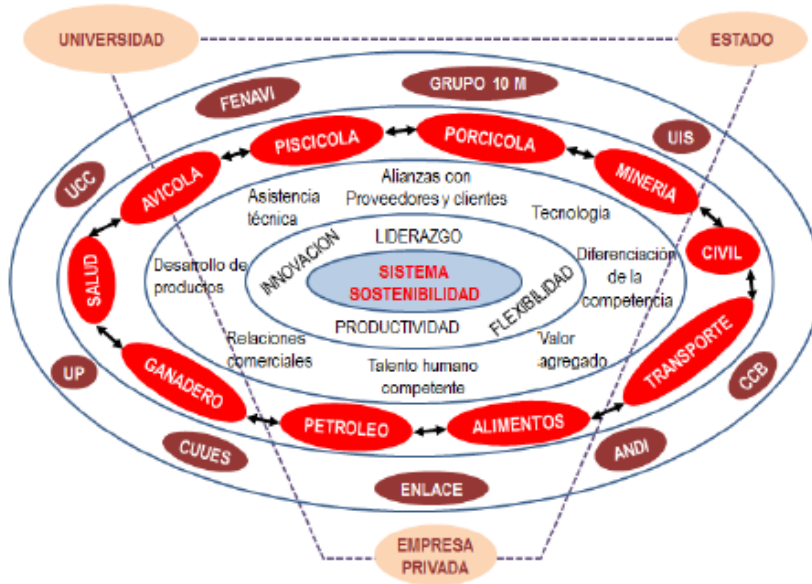 UNIVERSIDAD
ESTADO
FENAVI
GRUPO 10 M
UIS
UCC
PISCICOLA
PORCICOLA
AVICOLA
MINERIA
CIVIL
SALUD
Asistencia
técnica
Alianzas con
Proveedores y clientes
Tecnología
Desarrollo de
productos
INNOVACION
LIDERAZGO
FLEXIBILIDAD
Diferenciación
de la
competencia
SISTEMA
SOSTENIBILIDAD
PRODUCTIVIDAD
Relaciones
comerciales
Talento humano
competente
Valor
agregado
UP
GANADERO
PETROLEO
ALIMENTOS
TRANSPORTE
CCB
CUUES
ENLACE
ANDI
EMPRESA
PRIVADA